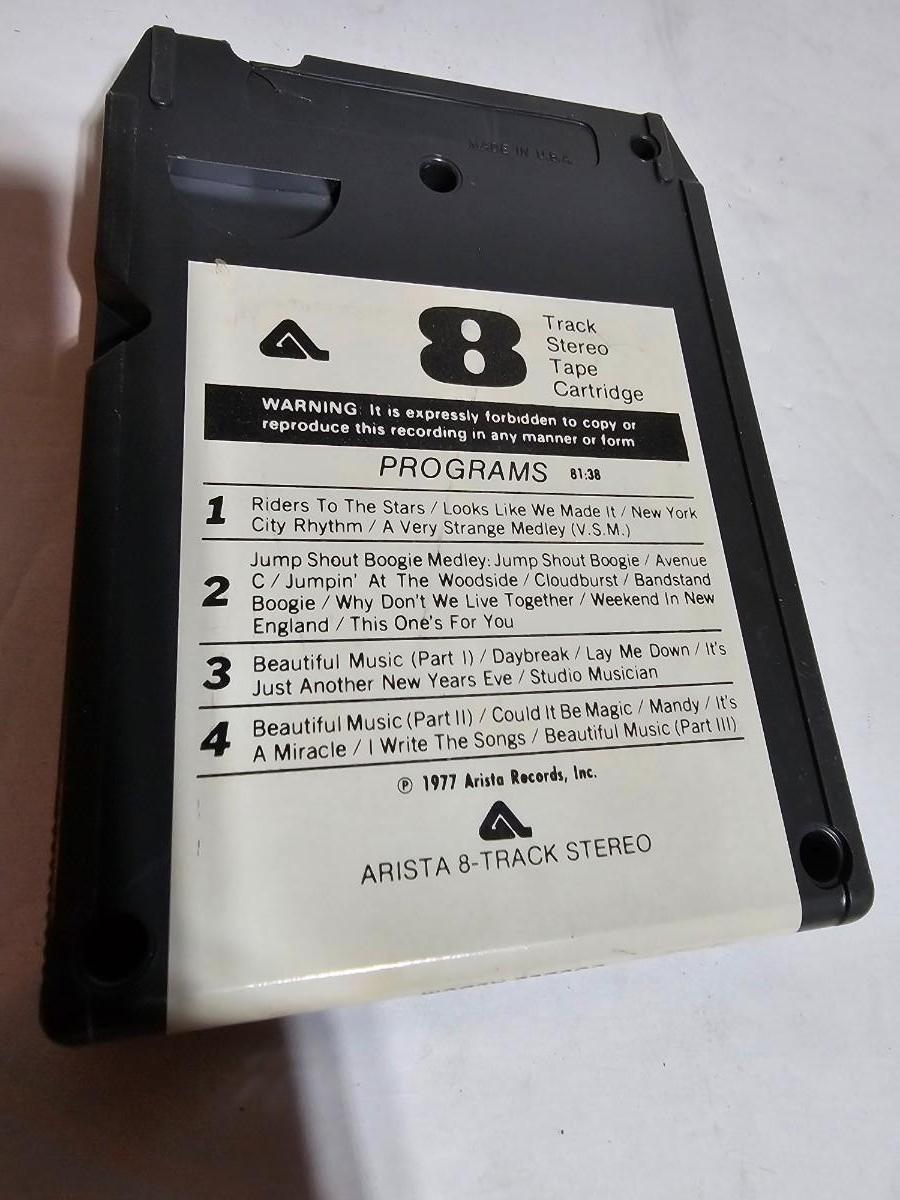 MADE IN U.S.A.
8
Track
Stereo
Tape
Cartridge
WARNING: It is expressly forbidden to copy or
reproduce this recording in any manner or form
PROGRAMS 81:38
1 Riders To The Stars / Looks Like We Made It / New York
City Rhythm / A Very Strange Medley (V.S.M.)
2 Jump Shout Boogie Medley: Jump Shout Boogie / Avenue
C / Jumpin' At The Woodside / Cloudburst / Bandstand
Boogie / Why Don't We Live Together / Weekend In New
England / This One's For You
3 Beautiful Music (Part I) / Daybreak / Lay Me Down / It's
Just Another New Years Eve / Studio Musician
4 Beautiful Music (Part II) / Could It Be Magic / Mandy / It's
A Miracle / I Write The Songs / Beautiful Music (Part III)
℗ 1977 Arista Records, Inc.
ARISTA 8-TRACK STEREO